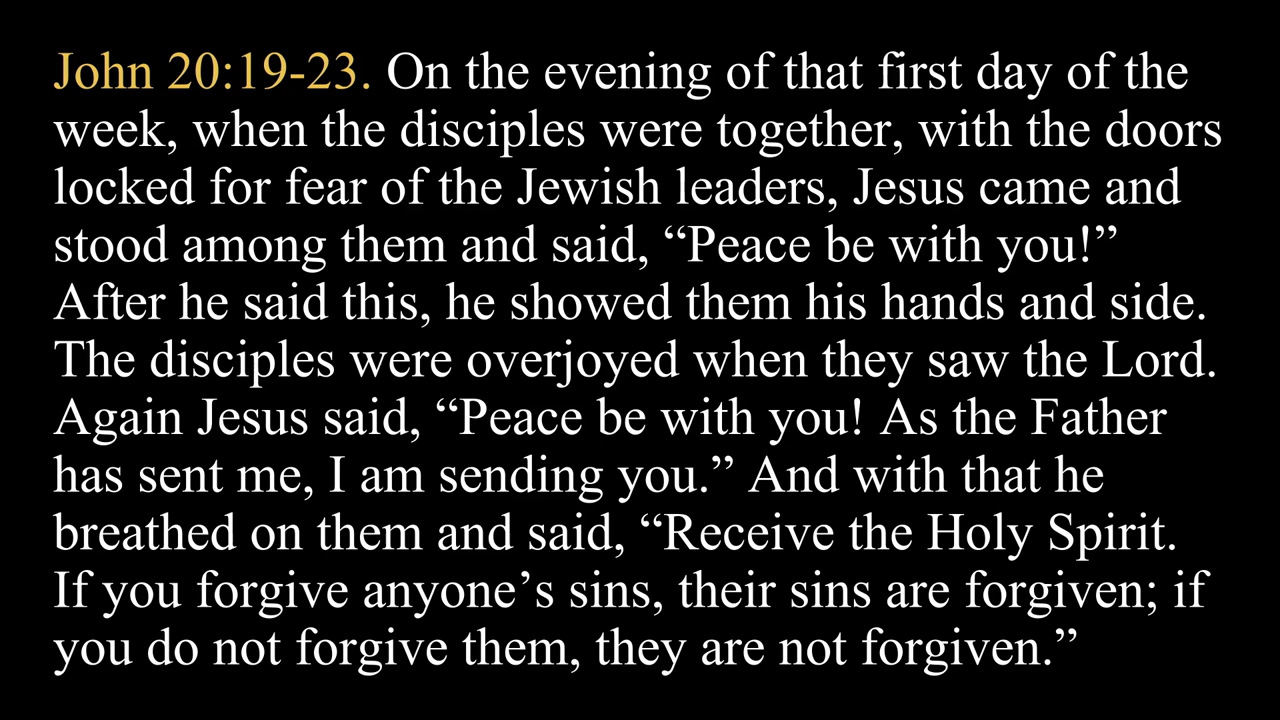 John 20:19-23. On the evening of that first day of the
week, when the disciples were together, with the doors
locked for fear of the Jewish leaders, Jesus came and
stood among them and said, “Peace be with you!”
After he said this, he showed them his hands and side.
The disciples were overjoyed when they saw the Lord.
Again Jesus said, “Peace be with you! As the Father
has sent me, I am sending you.” And with that he
breathed on them and said, “Receive the Holy Spirit.
If you forgive anyone’s sins, their sins are forgiven; if
you do not forgive them, they are not forgiven.”